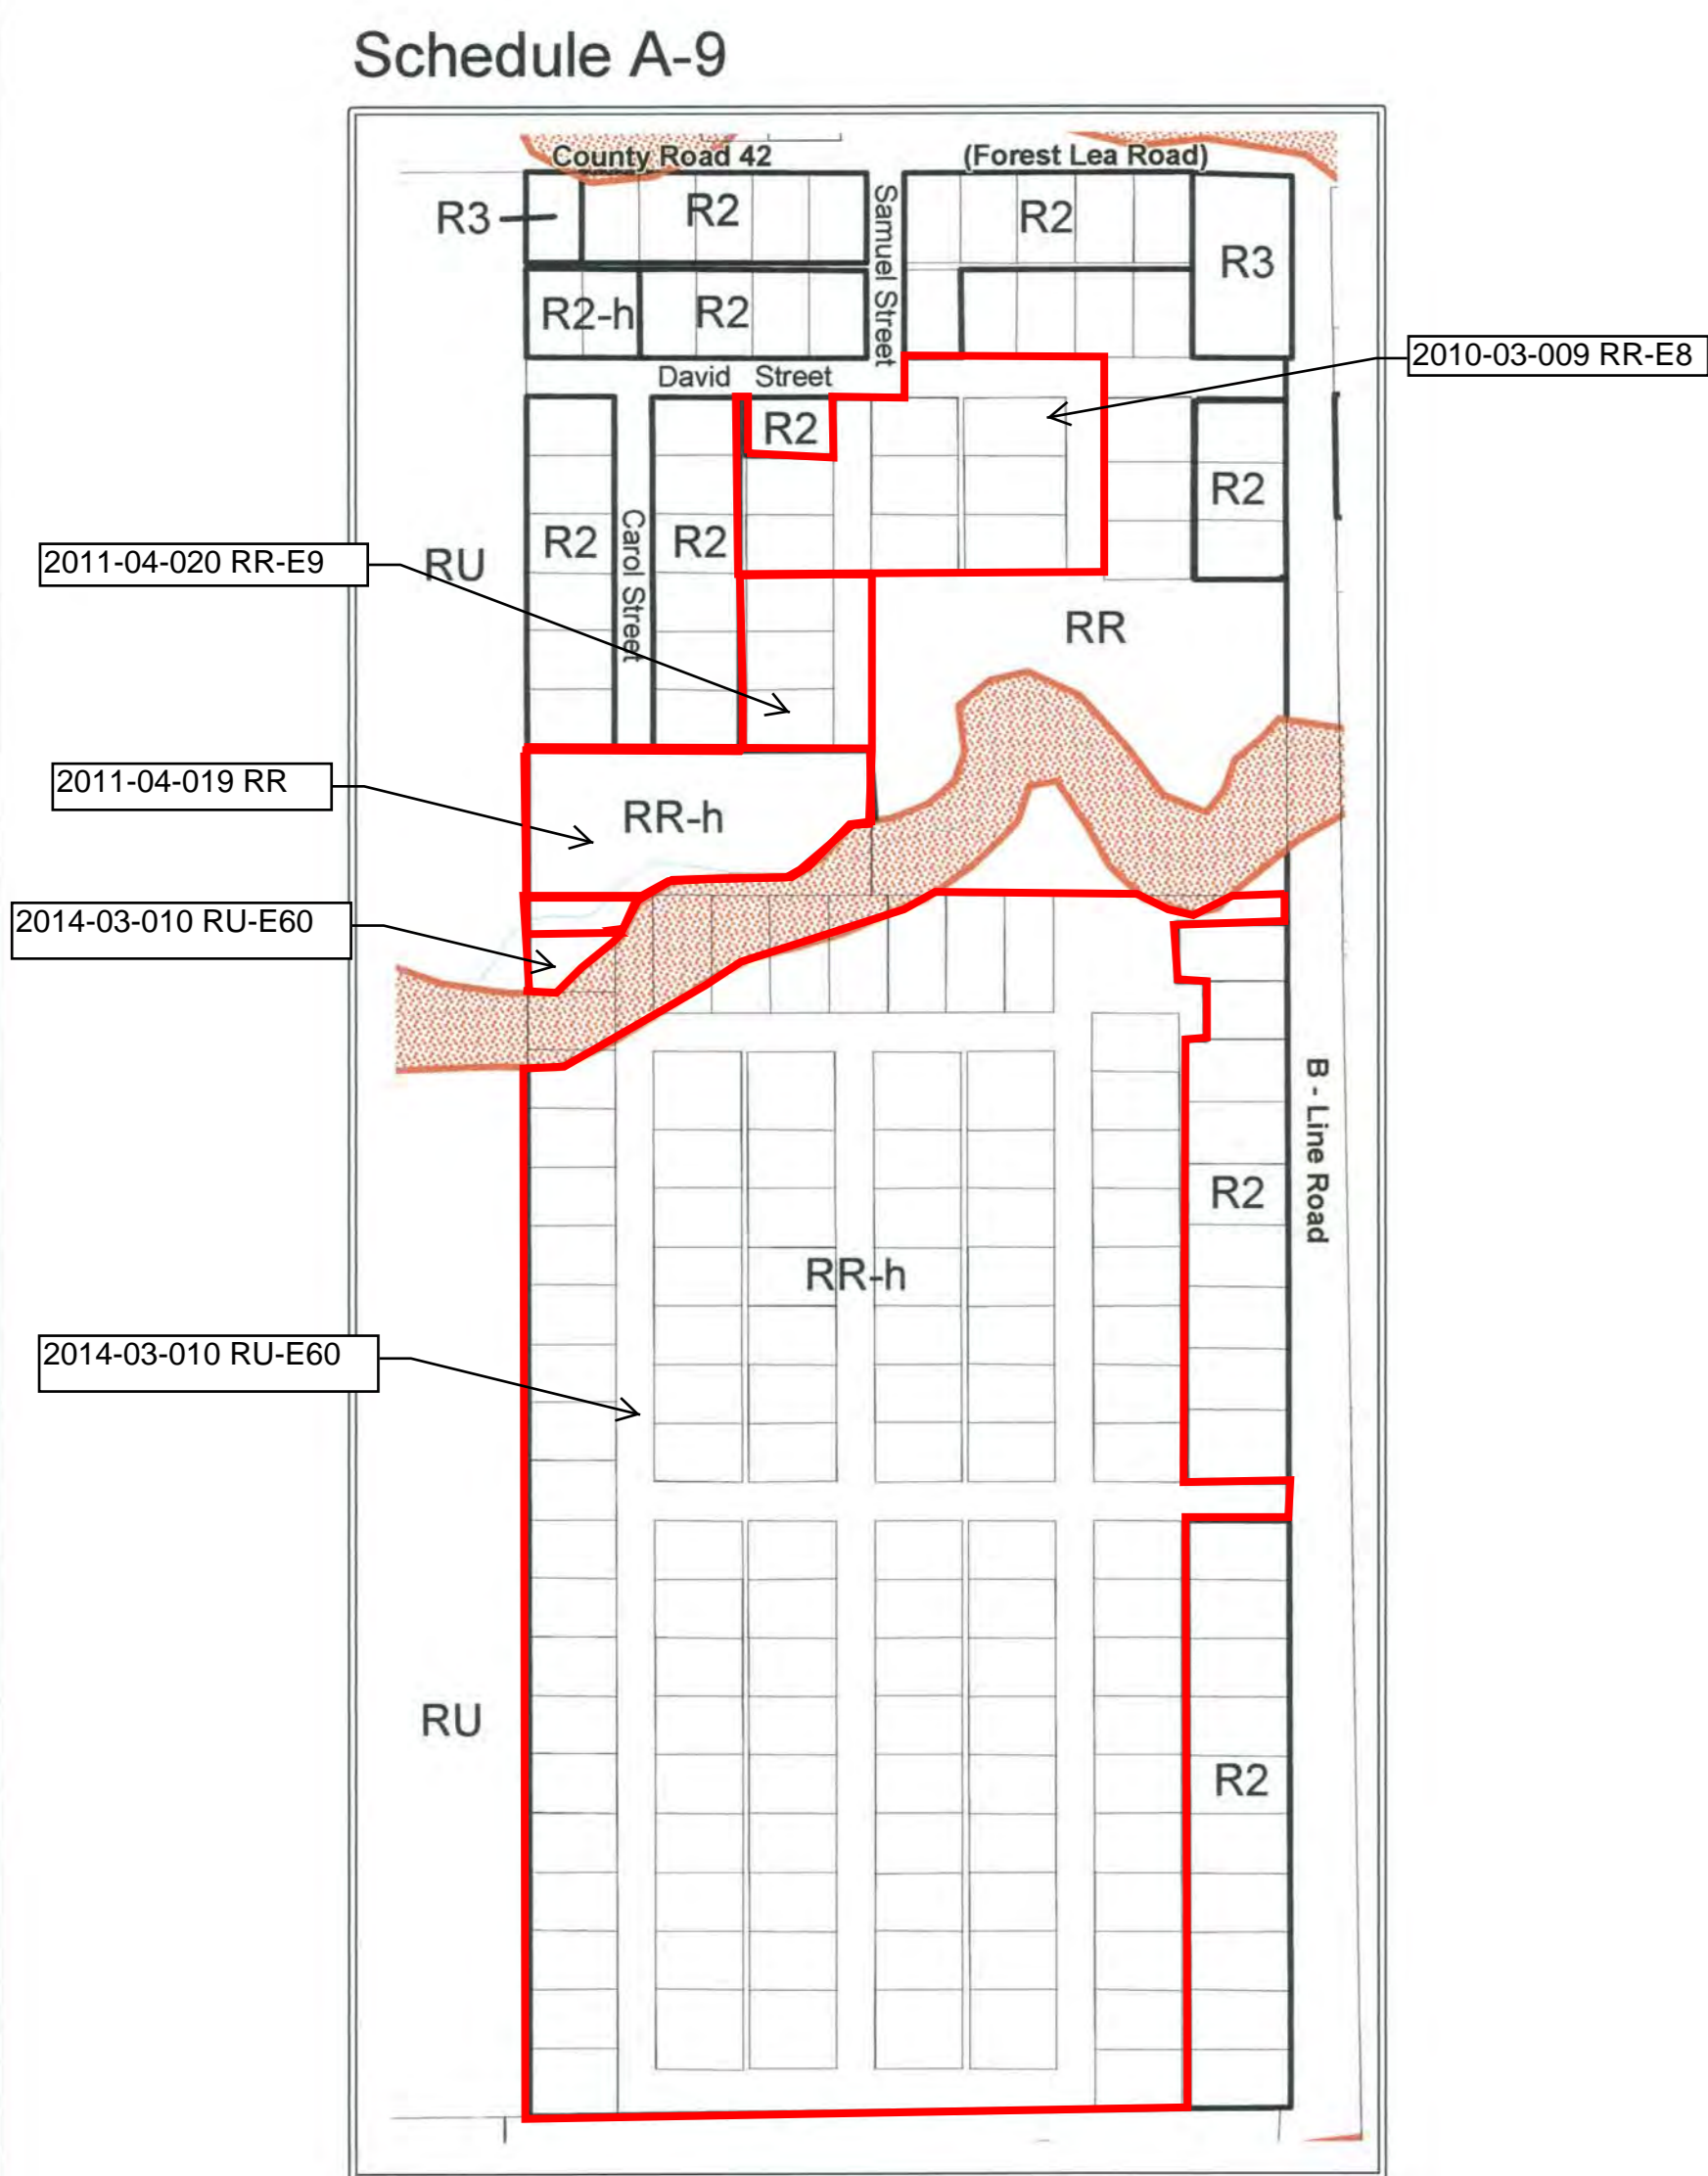 Schedule A-9
County Road 42
(Forest Lea Road)
R3
R2
Samuel Street
R2
R3
R2-h
R2
2010-03-009 RR-E8
David Street
R2
R2
2011-04-020 RR-E9
RU
R2
Carol Street
R2
RR
2011-04-019 RR
RR-h
2014-03-010 RU-E60
B - Line Road
R2
RR-h
2014-03-010 RU-E60
RU
R2